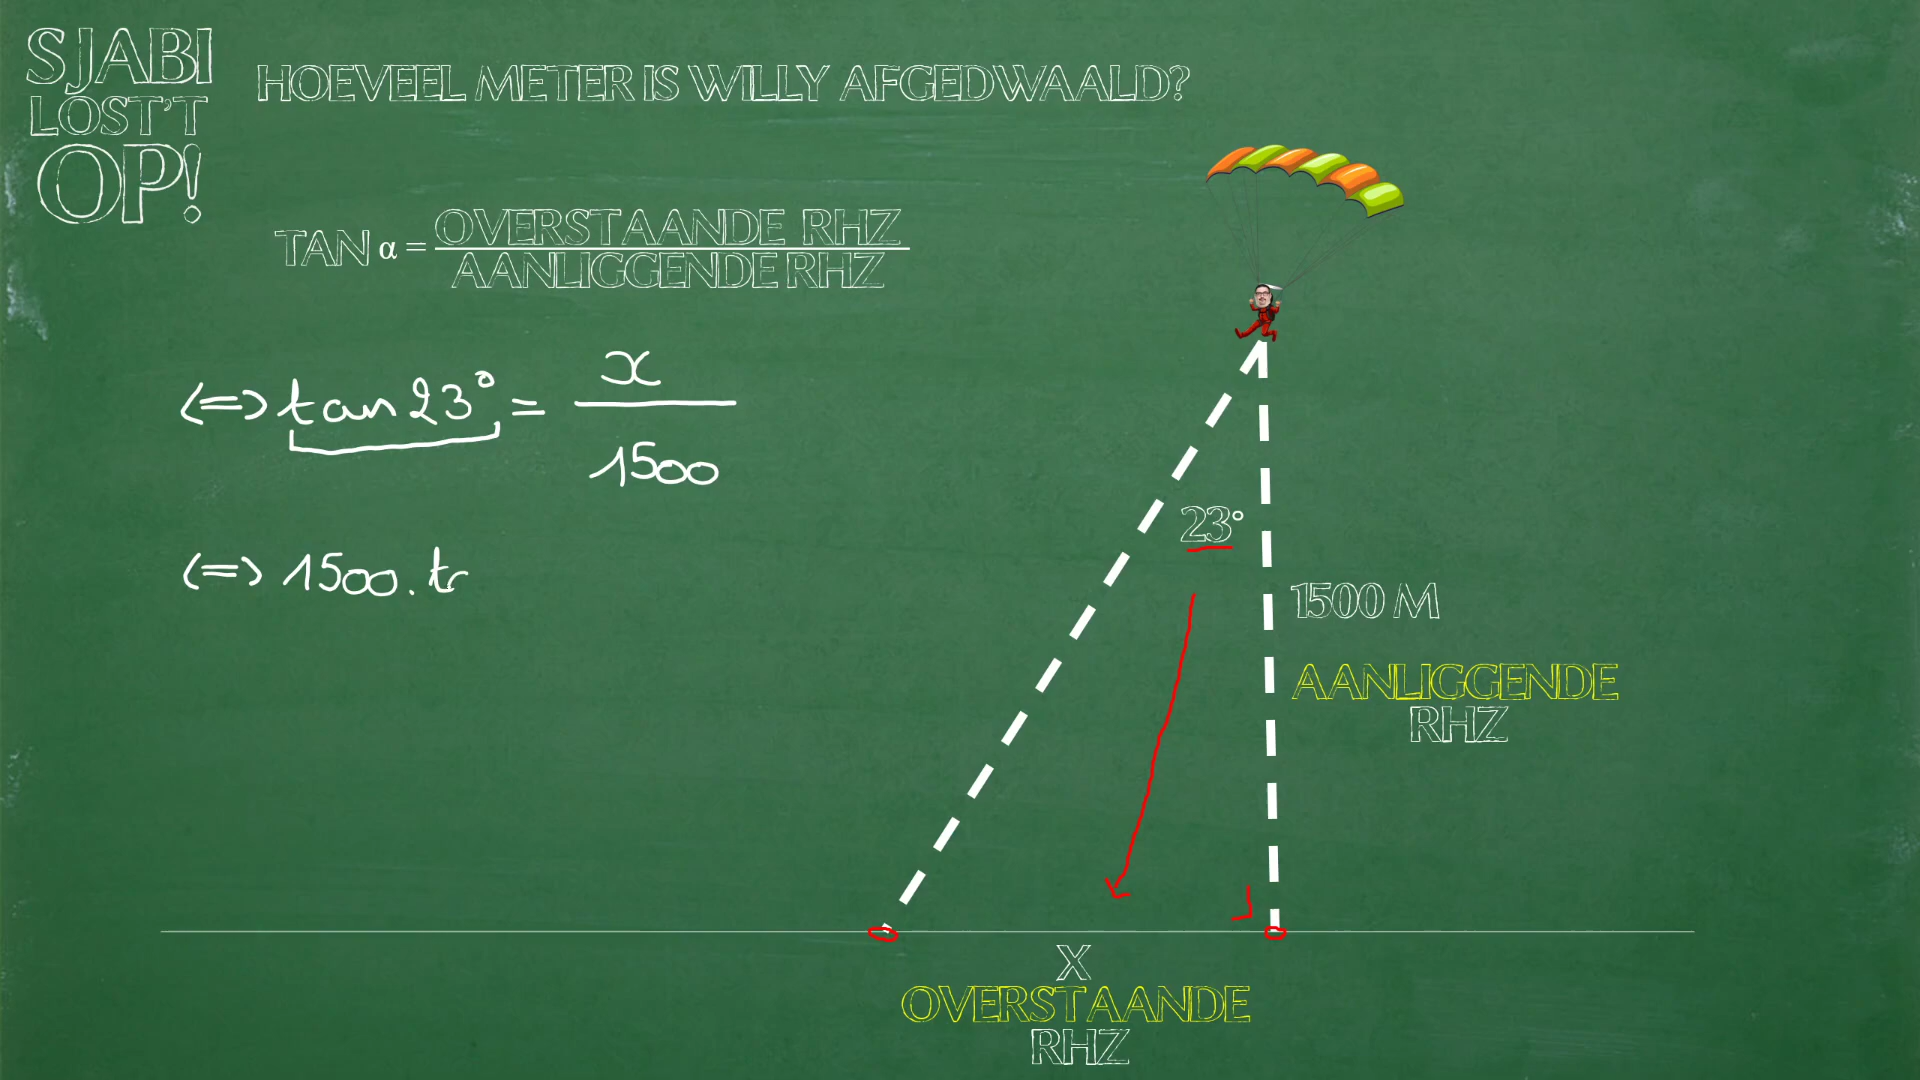 SJABI
LOST'T
OP!
HOEVEEL METER IS WILLY AFGEDWAALD?
TAN α = OVERSTAANDE RHZ
AANLIGGENDE RHZ
<=> tan 23° = x
1500
<=> 1500 . tr
23°
1500 M
AANLIGGENDE
RHZ
X
OVERSTAANDE
RHZ